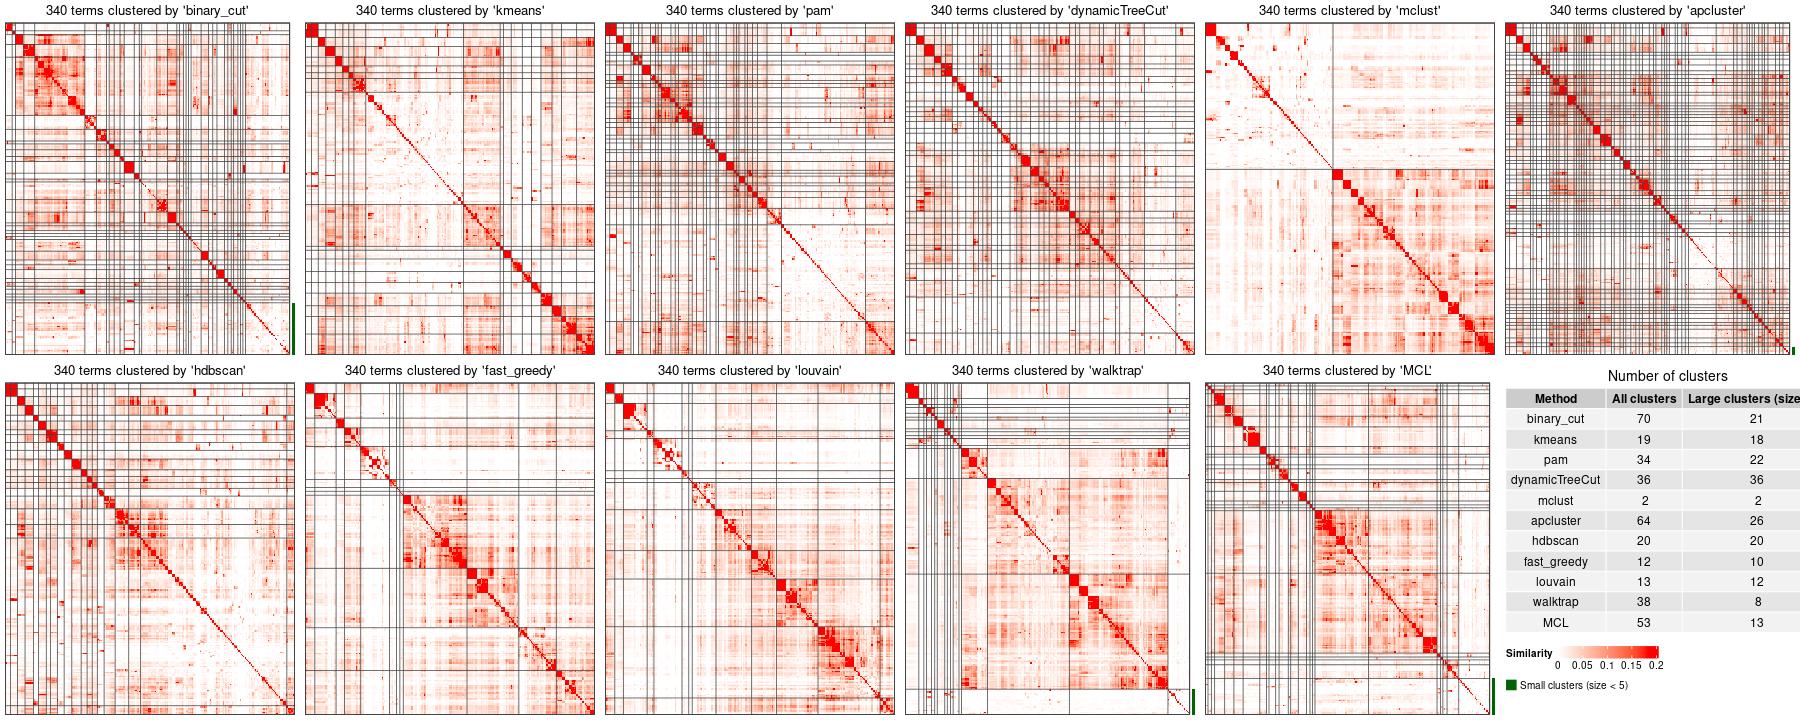 340 terms clustered by 'binary_cut'
340 terms clustered by 'kmeans'
340 terms clustered by 'pam'
340 terms clustered by 'dynamicTreeCut'
340 terms clustered by 'mclust'
340 terms clustered by 'apcluster'
340 terms clustered by 'hdbscan'
340 terms clustered by 'fast_greedy'
340 terms clustered by 'louvain'
340 terms clustered by 'walktrap'
340 terms clustered by 'MCL'
Number of clusters
Method All clusters Large clusters (size
binary_cut 70 21
kmeans 19 18
pam 34 22
dynamicTreeCut 36 36
mclust 2 2
apcluster 64 26
hdbscan 20 20
fast_greedy 12 10
louvain 13 12
walktrap 38 8
MCL 53 13
Similarity
0 0.05 0.1 0.15 0.2
Small clusters (size < 5)